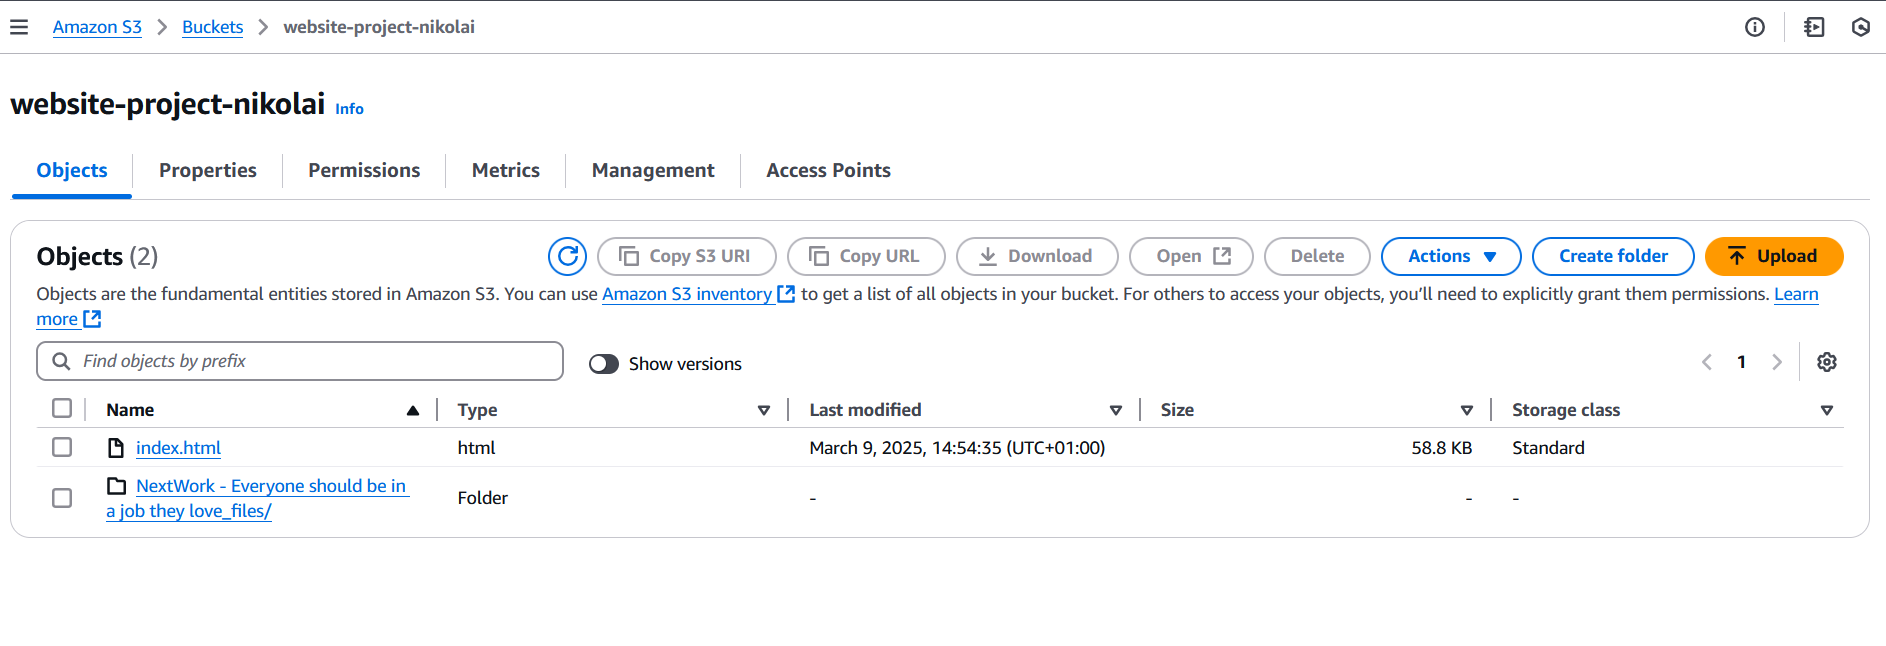 Amazon S3 Buckets website-project-nikolai
website-project-nikolai Info
Objects Properties Permissions Metrics Management Access Points
Objects (2) Copy S3 URI Copy URL Download Open Delete Actions Create folder Upload
Objects are the fundamental entities stored in Amazon S3. You can use Amazon S3 inventory to get a list of all objects in your bucket. For others to access your objects, you’ll need to explicitly grant them permissions. Learn
more
Find objects by prefix Show versions 1
Name Type Last modified Size Storage class
index.html html March 9, 2025, 14:54:35 (UTC+01:00) 58.8 KB Standard
NextWork - Everyone should be in
a job they love_files/ Folder - - -